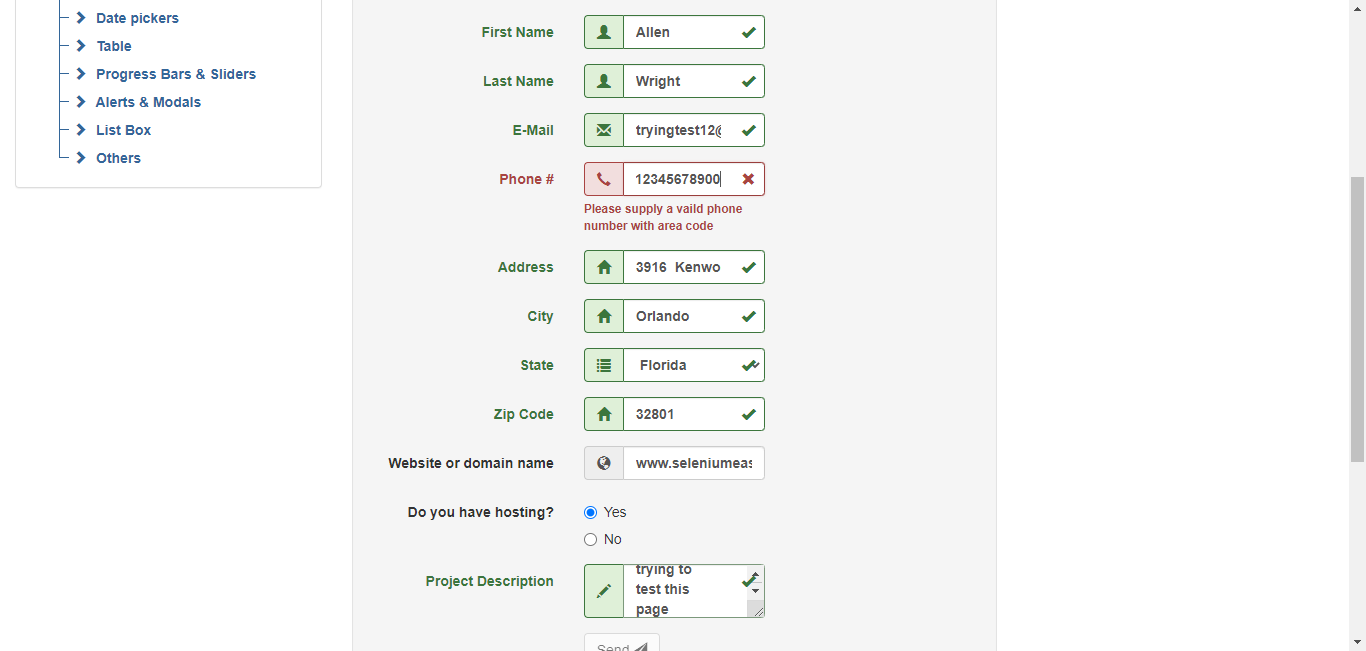 Date pickers
Table
Progress Bars & Sliders
Alerts & Modals
List Box
Others
First Name Allen
Last Name Wright
E-Mail tryingtest12@
Phone # 12345678900
Please supply a vaild phone
number with area code
Address 3916 Kenwo
City Orlando
State Florida
Zip Code 32801
Website or domain name www.seleniumeas
Do you have hosting? Yes
No
Project Description trying to
test this
page
Send